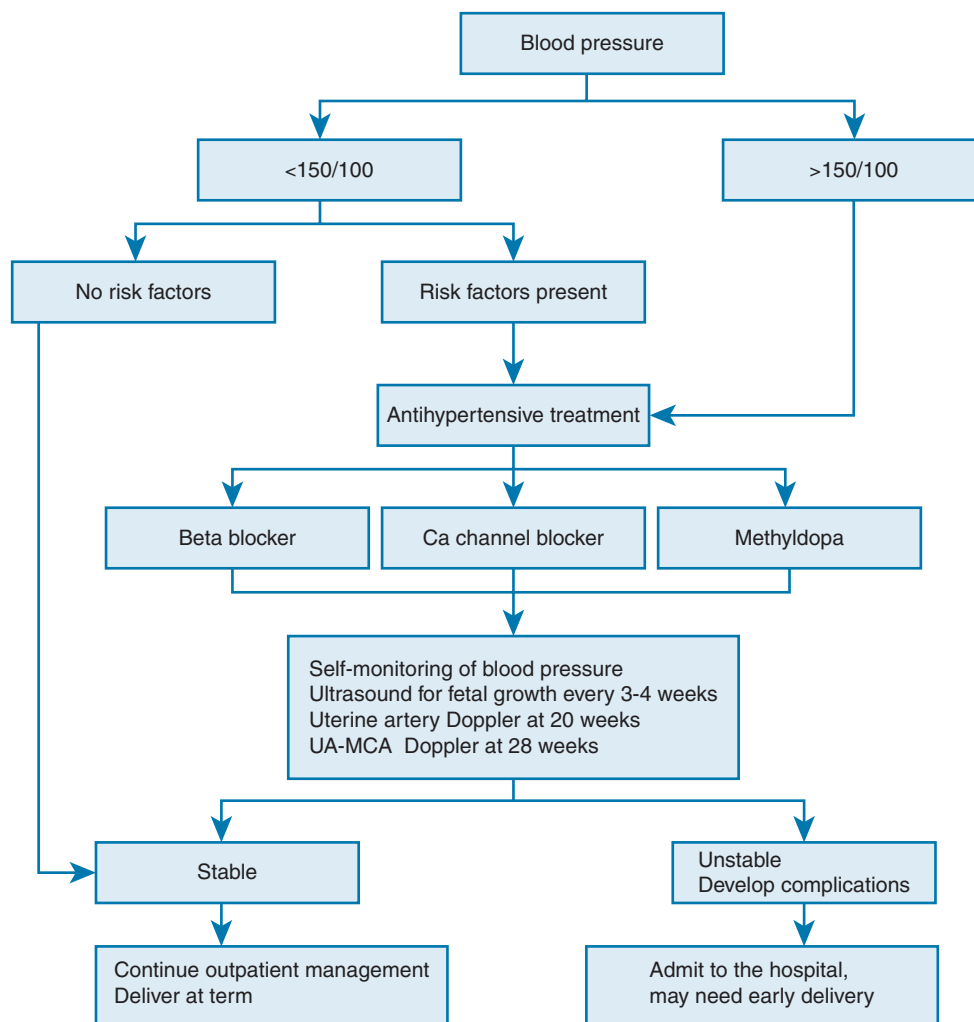 Blood pressure
<150/100
>150/100
No risk factors
Risk factors present
Antihypertensive treatment
Beta blocker
Ca channel blocker
Methyldopa
Self-monitoring of blood pressure
Ultrasound for fetal growth every 3-4 weeks
Uterine artery Doppler at 20 weeks
UA-MCA Doppler at 28 weeks
Stable
Unstable
Develop complications
Continue outpatient management
Deliver at term
Admit to the hospital,
may need early delivery